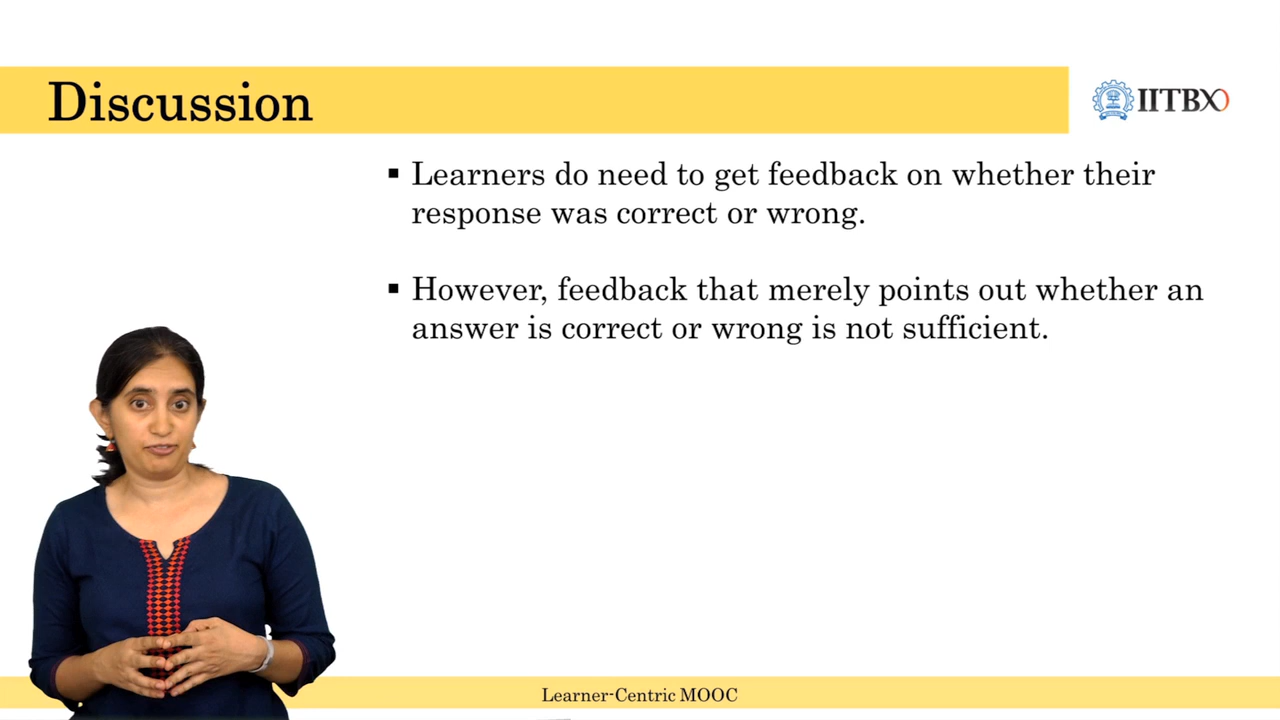 Discussion
IITBX
▪ Learners do need to get feedback on whether their
response was correct or wrong.
▪ However, feedback that merely points out whether an
answer is correct or wrong is not sufficient.
Learner-Centric MOOC